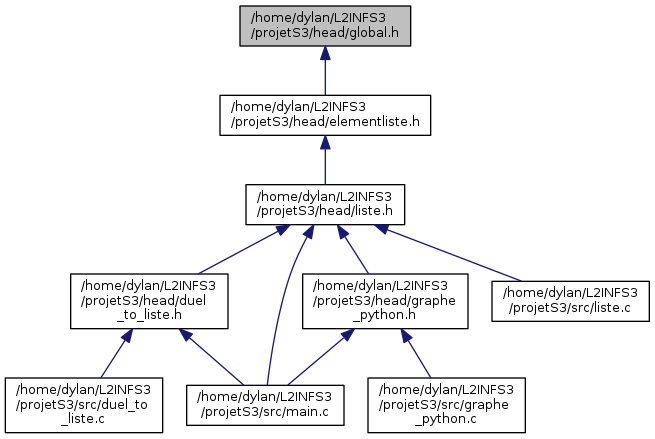 /home/dylan/L2INFS3
/projetS3/head/global.h
/home/dylan/L2INFS3
/projetS3/head/elementliste.h
/home/dylan/L2INFS3
/projetS3/head/liste.h
/home/dylan/L2INFS3
/projetS3/head/duel
_to_liste.h
/home/dylan/L2INFS3
/projetS3/head/graphe
_python.h
/home/dylan/L2INFS3
/projetS3/src/liste.c
/home/dylan/L2INFS3
/projetS3/src/duel_to
_liste.c
/home/dylan/L2INFS3
/projetS3/src/main.c
/home/dylan/L2INFS3
/projetS3/src/graphe
_python.c